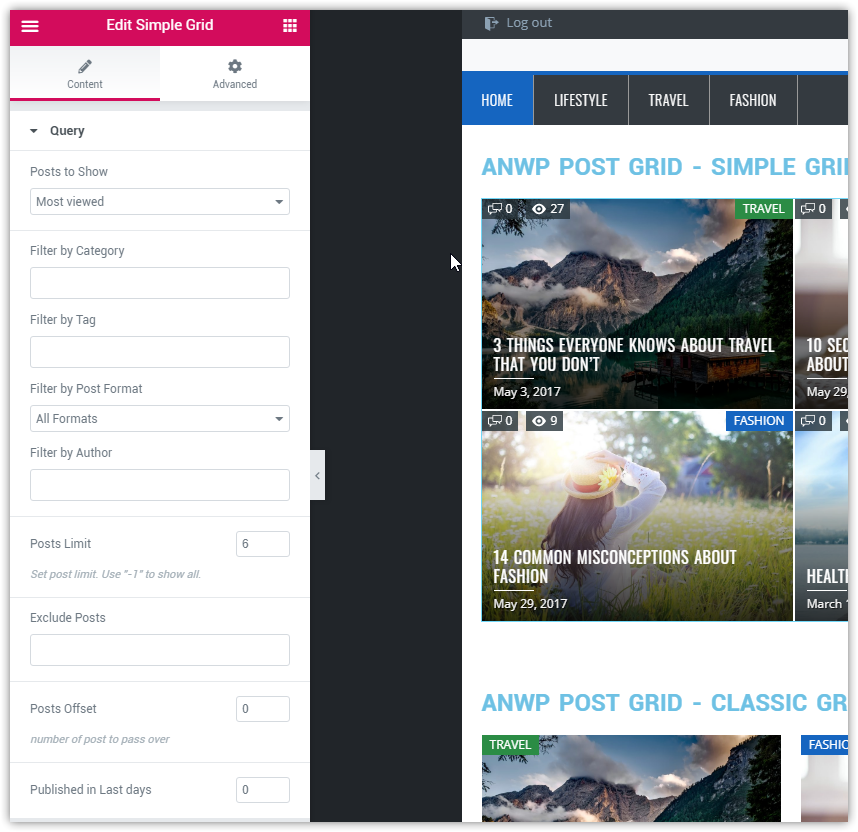 Edit Simple Grid
Content
Advanced
Query
Posts to Show
Most viewed
Filter by Category
Filter by Tag
Filter by Post Format
All Formats
Filter by Author
Posts Limit
6
Set post limit. Use "-1" to show all.
Exclude Posts
Posts Offset
0
number of post to pass over
Published in Last days
0
Log out
HOME LIFESTYLE TRAVEL FASHION
ANWP POST GRID - SIMPLE GRI
0 27 TRAVEL
3 THINGS EVERYONE KNOWS ABOUT TRAVEL
THAT YOU DON'T
May 3, 2017
0
10 SEC
ABOUT
May 29,
0 9 FASHION
14 COMMON MISCONCEPTIONS ABOUT
FASHION
May 29, 2017
0
HEALT
March
ANWP POST GRID - CLASSIC GR
TRAVEL
FASHIO